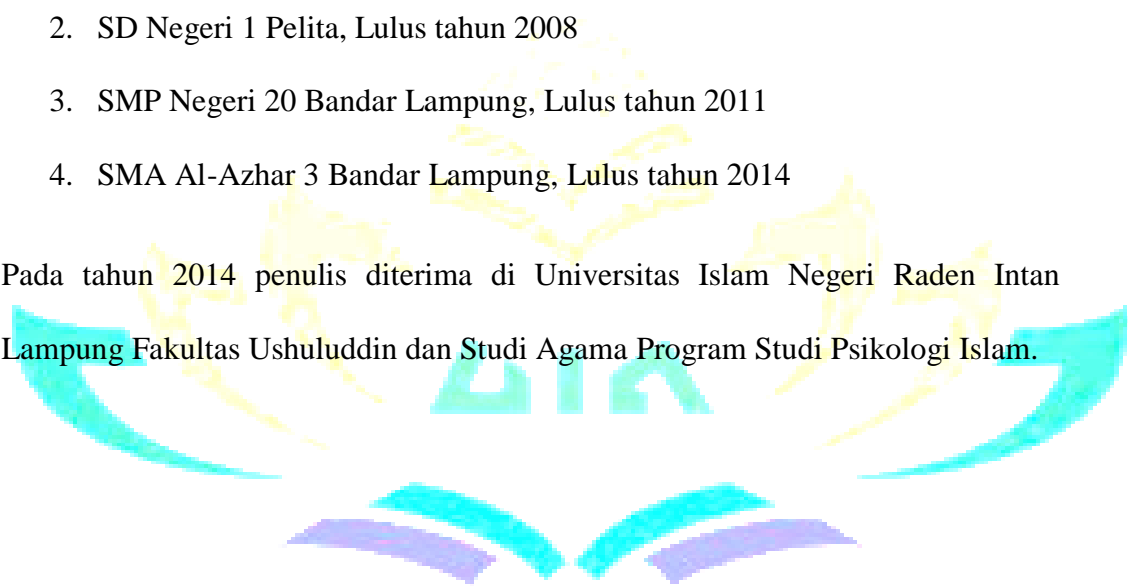 2. SD Negeri 1 Pelita, Lulus tahun 2008
3. SMP Negeri 20 Bandar Lampung, Lulus tahun 2011
4. SMA Al-Azhar 3 Bandar Lampung, Lulus tahun 2014
Pada tahun 2014 penulis diterima di Universitas Islam Negeri Raden Intan
Lampung Fakultas Ushuluddin dan Studi Agama Program Studi Psikologi Islam.